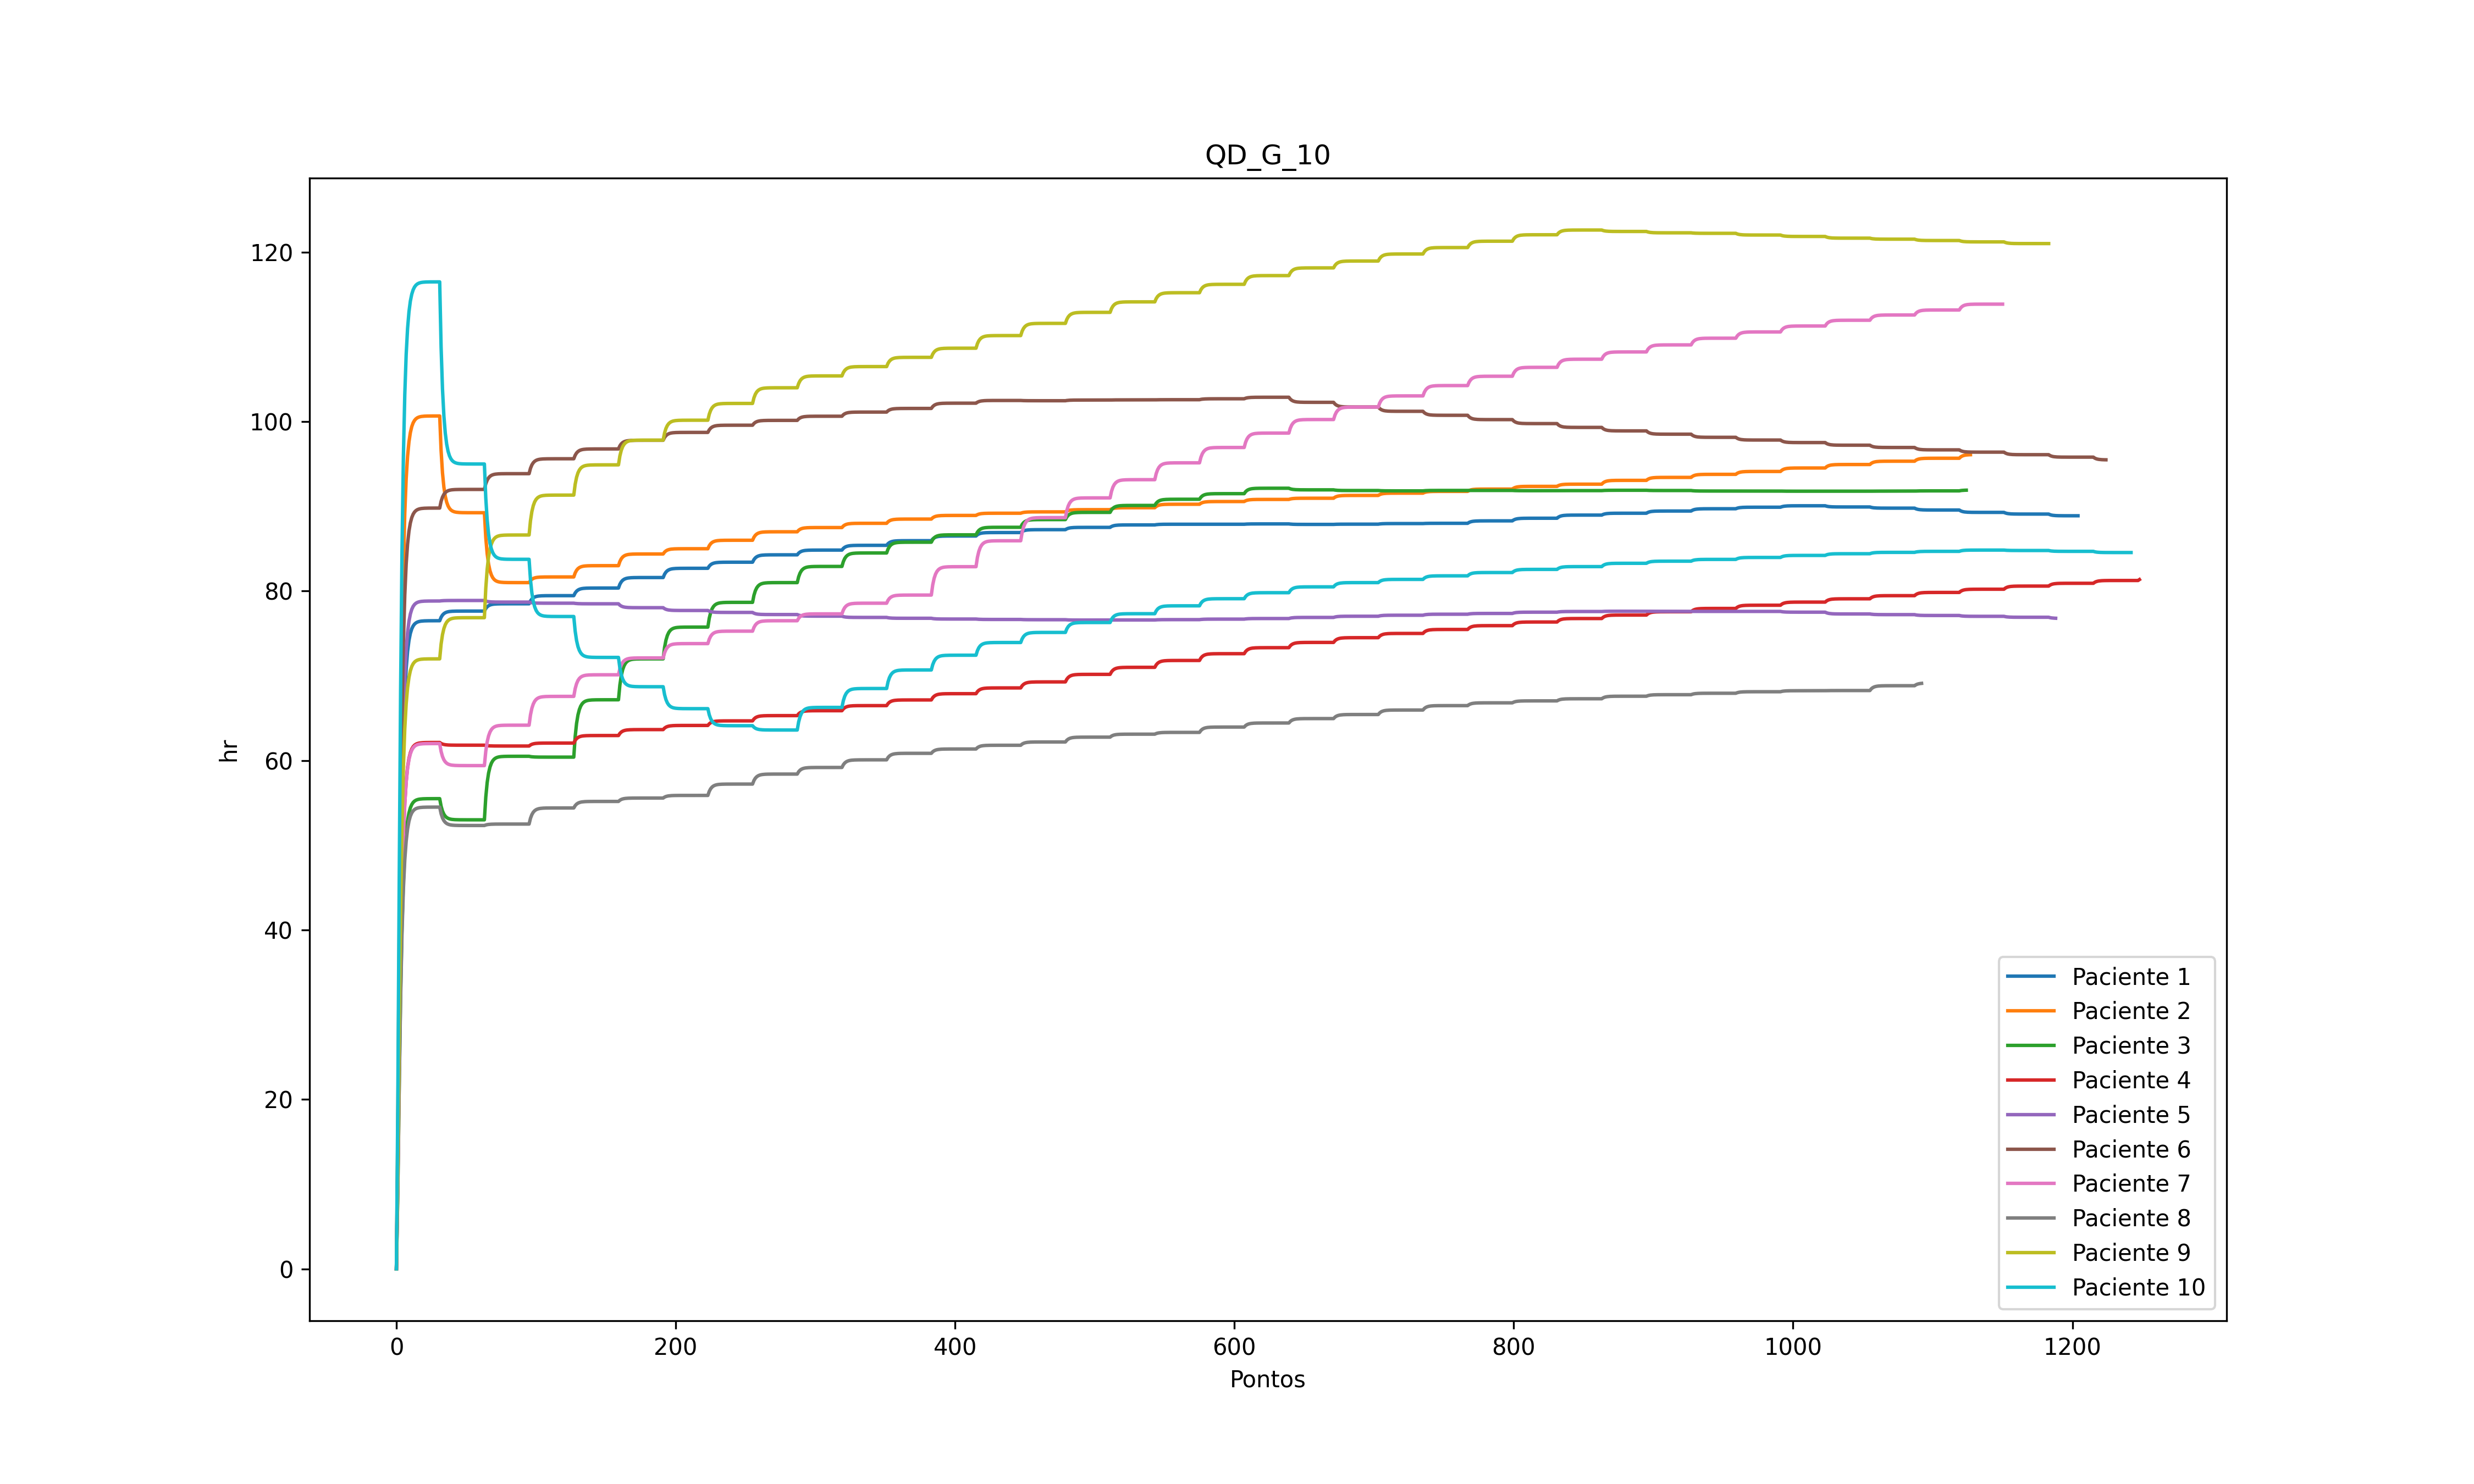 QD_G_10
120
100
80
60
40
20
0
hr
0 200 400 600 800 1000 1200
Pontos
Paciente 1
Paciente 2
Paciente 3
Paciente 4
Paciente 5
Paciente 6
Paciente 7
Paciente 8
Paciente 9
Paciente 10